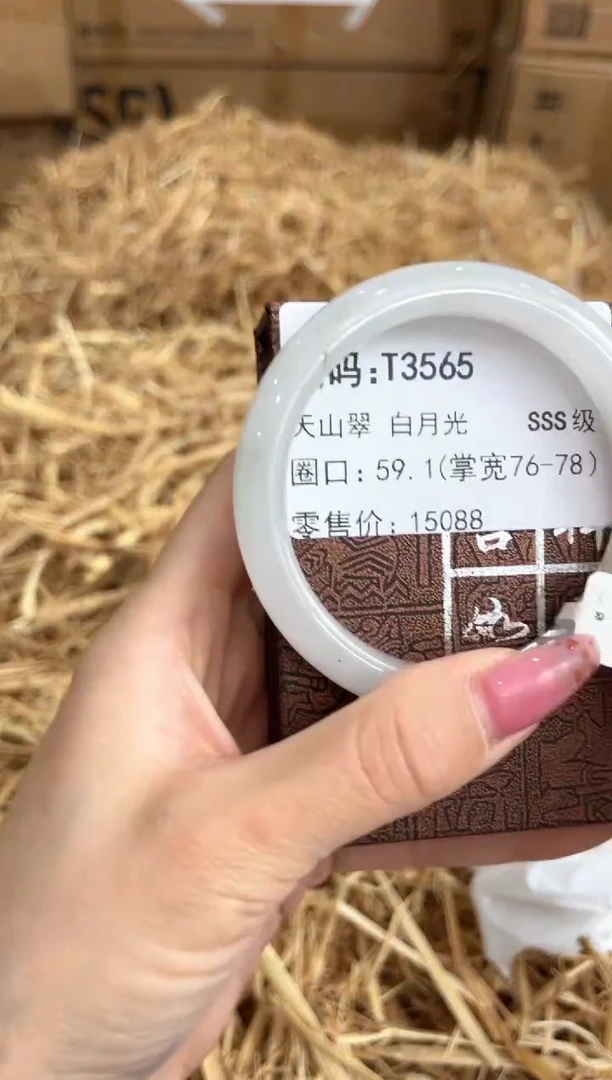 码:T3565
天山翠 白月光 SSS级
圈口: 59.1(掌宽76-78)
零售价: 15088